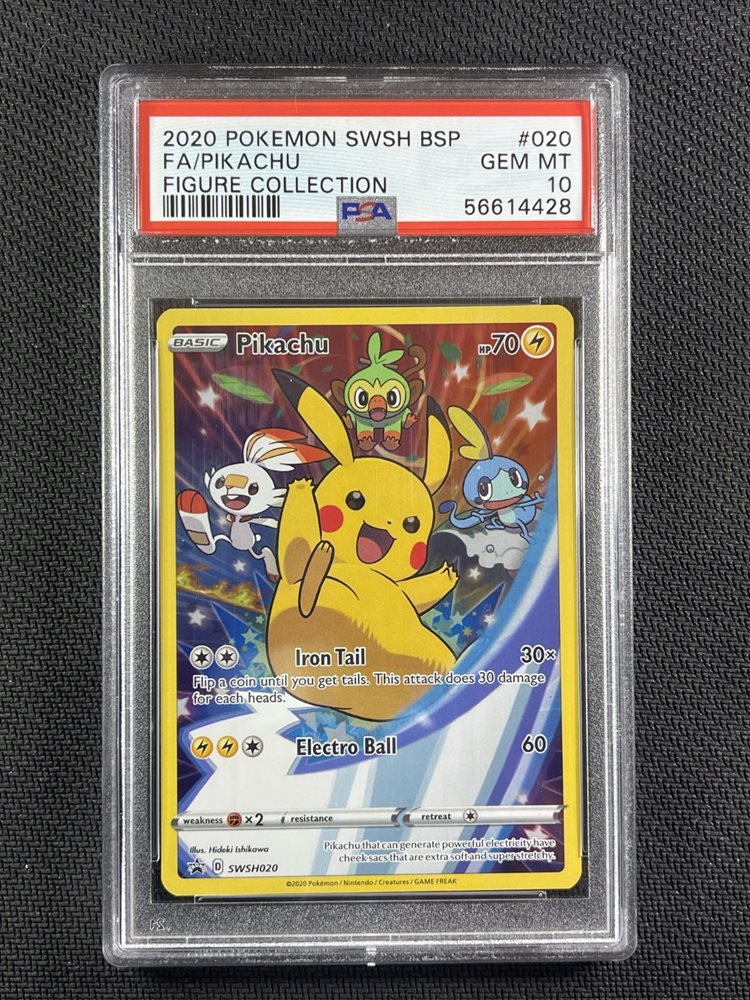 2020 POKEMON SWSH BSP #020
FA/PIKACHU GEM MT
FIGURE COLLECTION 10
PSA 56614428
BASIC Pikachu HP70
Iron Tail 30×
Flip a coin until you get tails. This attack does 30 damage
for each heads.
Electro Ball 60
weakness ×2 resistance retreat
Illus. Hideki Ishikawa
Pikachu that can generate powerful electricity have
cheek sacs that are extra soft and super stretchy.
D SWSH020
©2020 Pokémon / Nintendo / Creatures / GAME FREAK